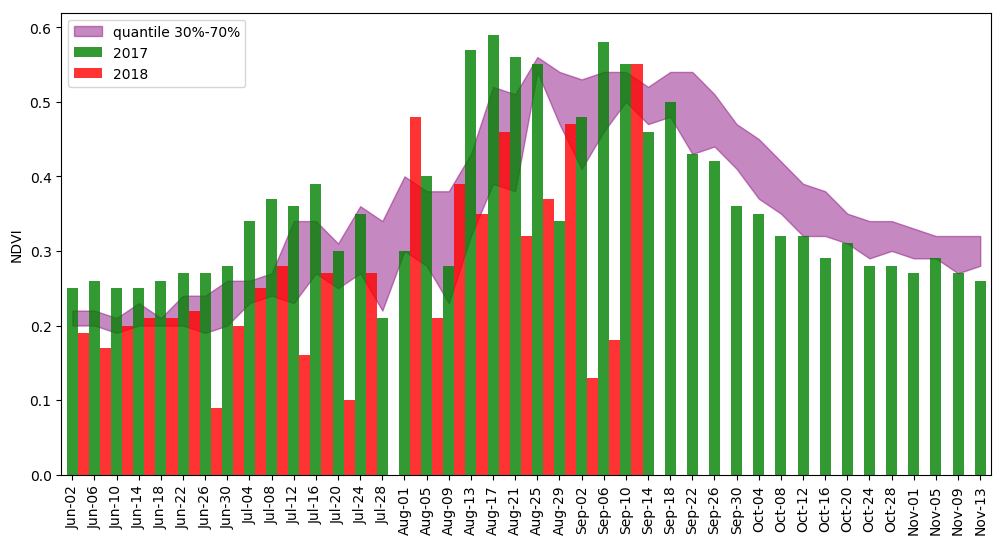 0.6
0.5
0.4
0.3
0.2
0.1
0.0
NDVI
quantile 30%-70%
2017
2018
Jun-02
Jun-06
Jun-10
Jun-14
Jun-18
Jun-22
Jun-26
Jun-30
Jul-04
Jul-08
Jul-12
Jul-16
Jul-20
Jul-24
Jul-28
Aug-01
Aug-05
Aug-09
Aug-13
Aug-17
Aug-21
Aug-25
Aug-29
Sep-02
Sep-06
Sep-10
Sep-14
Sep-18
Sep-22
Sep-26
Sep-30
Oct-04
Oct-08
Oct-12
Oct-16
Oct-20
Oct-24
Oct-28
Nov-01
Nov-05
Nov-09
Nov-13